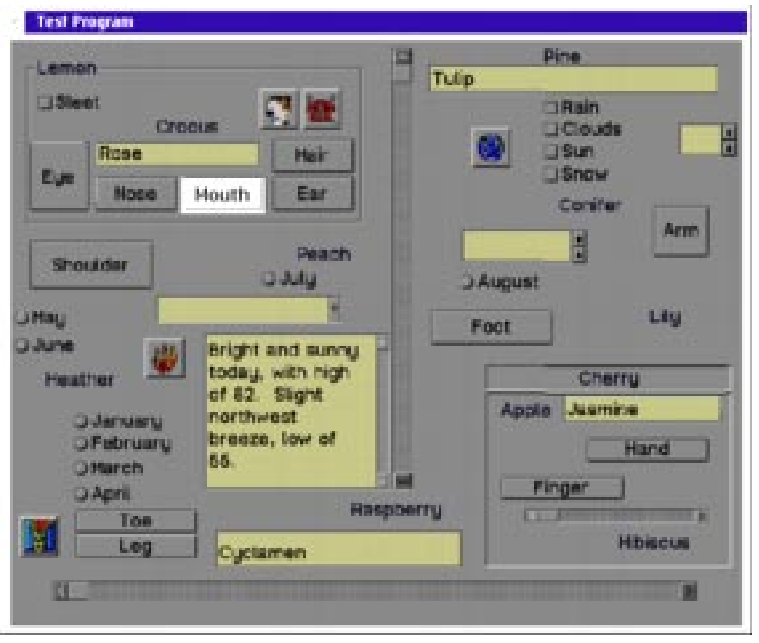 Test Program
Lemon
Sleet
Crocus
Rose
Hair
Eye
Nose
Mouth
Ear
Shoulder
Peach
July
May
June
Heather
Bright and sunny
today, with high
of 82. Slight
northwest
breeze, low of
January
February
March
April
Toe
Leg
Raspberry
Cyclamen
Pine
Tulip
Rain
Clouds
Sun
Snow
Conifer
Arm
August
Foot
Lily
Cherry
Apple Jasmine
Hand
Finger
Hibiscus